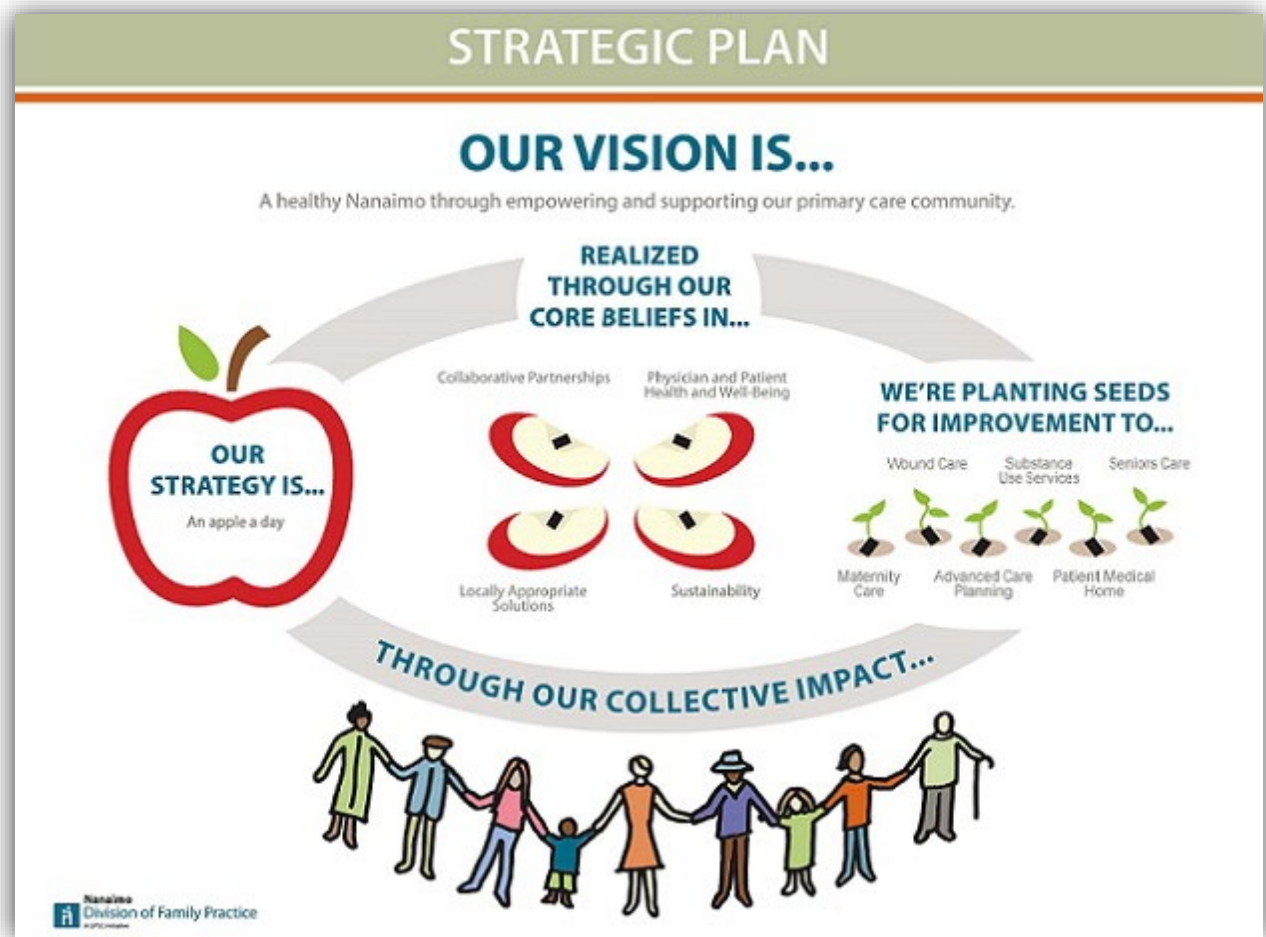 STRATEGIC PLAN
OUR VISION IS...
A healthy Nanaimo through empowering and supporting our primary care community.
REALIZED
THROUGH OUR
CORE BELIEFS IN...
Collaborative Partnerships
Physician and Patient
Health and Well-Being
Locally Appropriate
Solutions
Sustainability
OUR
STRATEGY IS...
An apple a day
WE'RE PLANTING SEEDS
FOR IMPROVEMENT TO...
Wound Care
Substance
Use Services
Seniors Care
Maternity
Care
Advanced Care
Planning
Patient Medical
Home
THROUGH OUR COLLECTIVE IMPACT...
Nanaimo
Division of Family Practice
A GPSC initiative